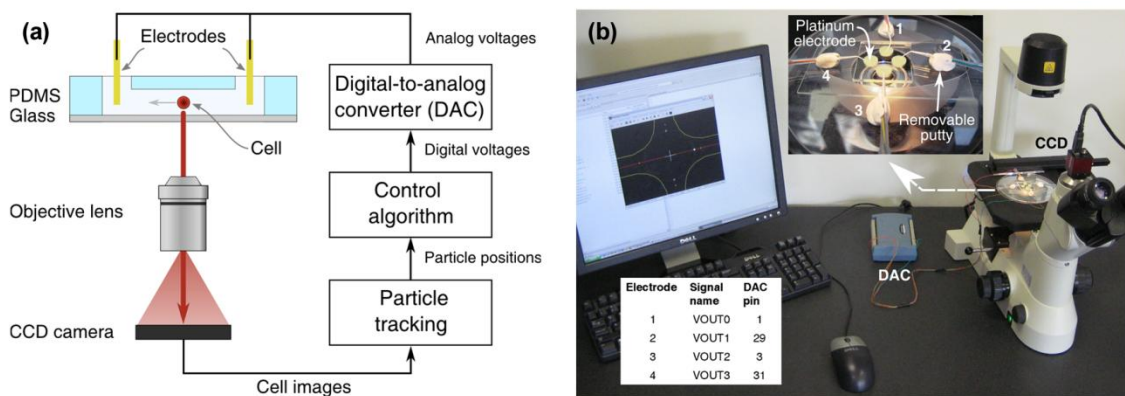 (a)
Electrodes
PDMS
Glass
Cell
Objective lens
CCD camera
Cell images
Analog voltages
Digital-to-analog
converter (DAC)
Digital voltages
Control
algorithm
Particle positions
Particle
tracking
(b)
Platinum
electrode
1
2
3
4
Removable
putty
CCD
DAC
DELL
Electrode Signal name DAC pin
1 VOUT0 1
2 VOUT1 29
3 VOUT2 3
4 VOUT3 31